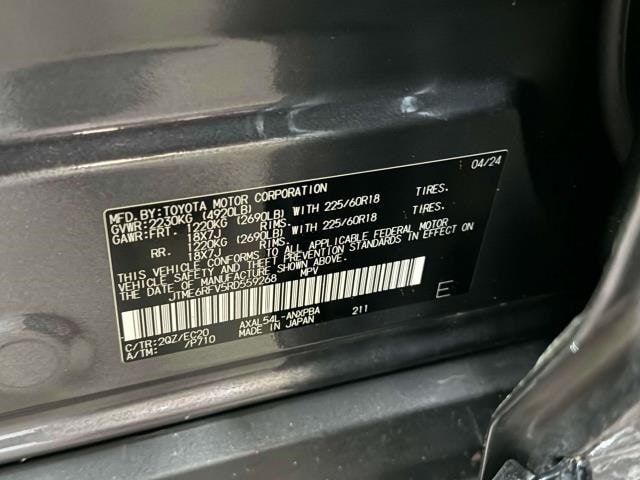 MFD.BY:TOYOTA MOTOR CORPORATION 04/24
GVWR:2230KG (4920LB)
GAWR:FRT. 1220KG (2690LB) WITH 225/60R18 TIRES.
18X7J RIMS.
RR. 1220KG (2690LB) WITH 225/60R18 TIRES.
18X7J RIMS.
THIS VEHICLE CONFORMS TO ALL APPLICABLE FEDERAL MOTOR
VEHICLE SAFETY AND THEFT PREVENTION STANDARDS IN EFFECT ON
THE DATE OF MANUFACTURE SHOWN ABOVE.
JTME6RFV5RD559268 MPV
E
C/TR:2QZ/EC20 AXAL54L-ANXPBA 211
A/TM: /P710 MADE IN JAPAN